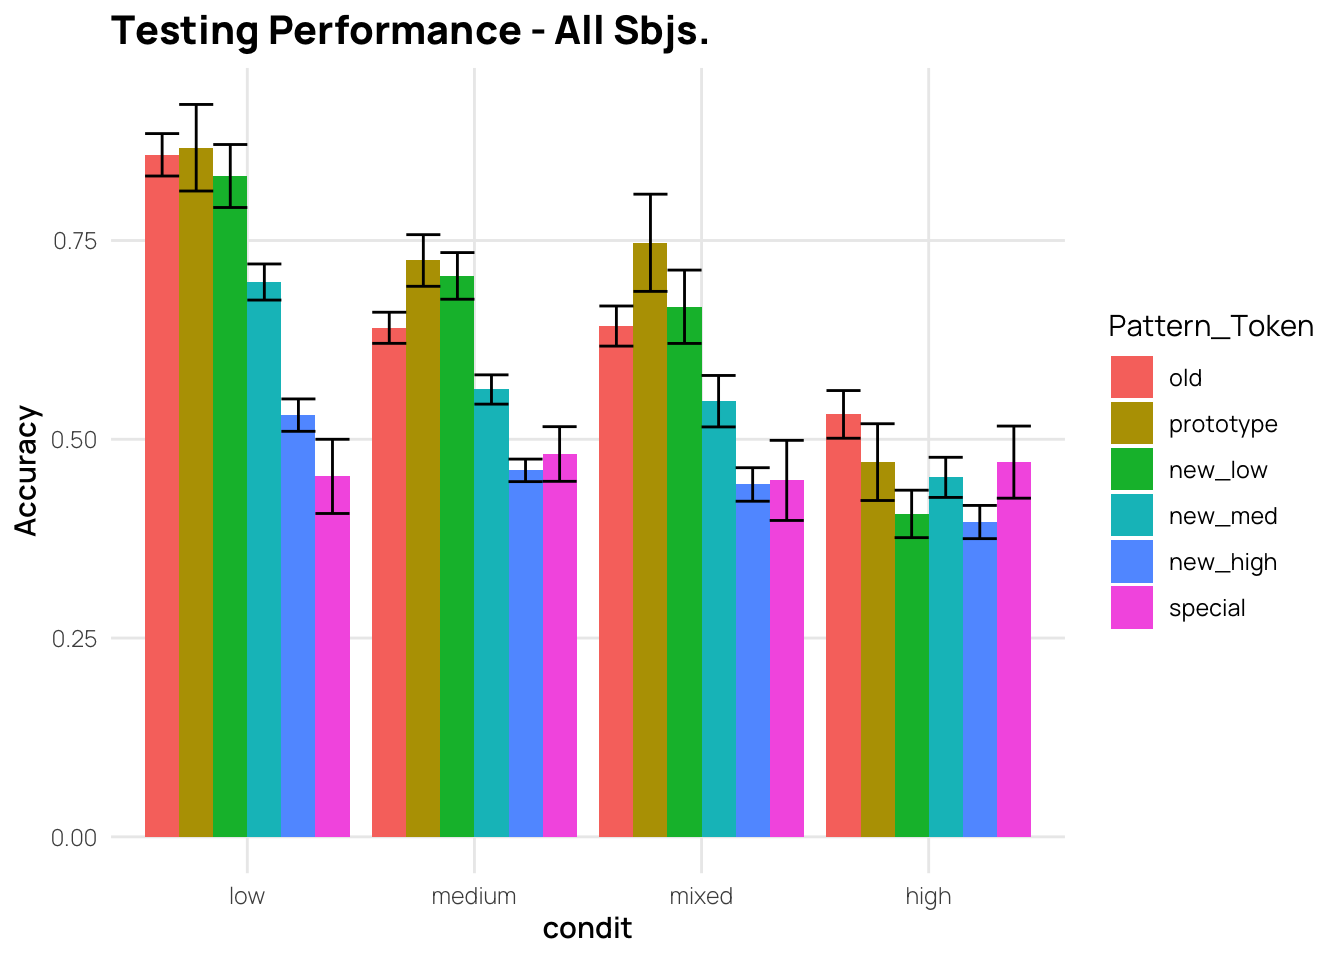 Testing Performance - All Sbjs.
Accuracy
0.75
0.50
0.25
0.00
low
medium
mixed
high
condit
Pattern_Token
old
prototype
new_low
new_med
new_high
special